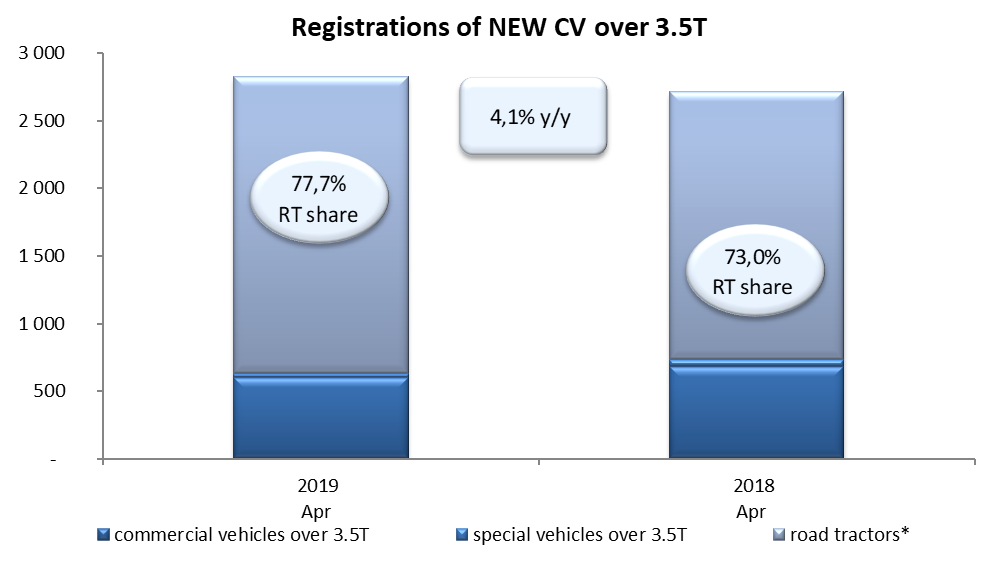 Registrations of NEW CV over 3.5T
3 000
2 500
2 000
1 500
1 000
500
-
4,1% y/y
77,7%
RT share
73,0%
RT share
2019
Apr
2018
Apr
commercial vehicles over 3.5T
special vehicles over 3.5T
road tractors*